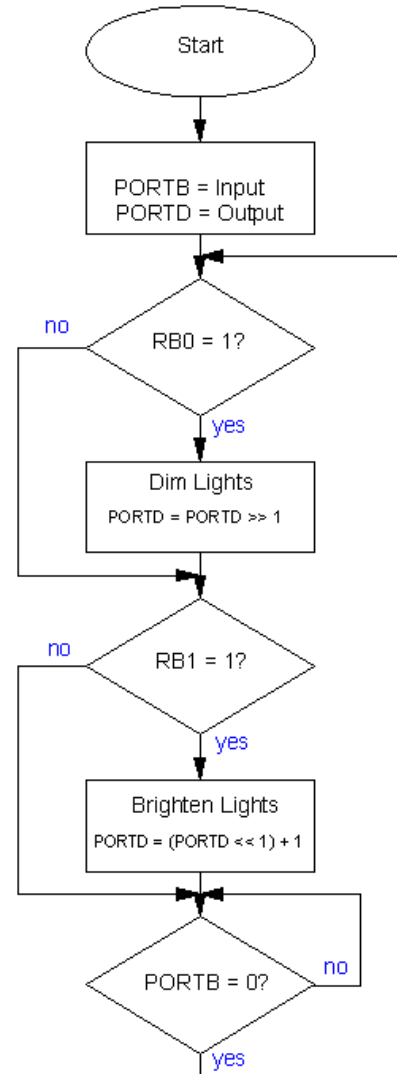 Start
PORTB = Input
PORTD = Output
no
RB0 = 1?
yes
Dim Lights
PORTD = PORTD >> 1
no
RB1 = 1?
yes
Brighten Lights
PORTD = (PORTD << 1) + 1
PORTB = 0?
no
yes